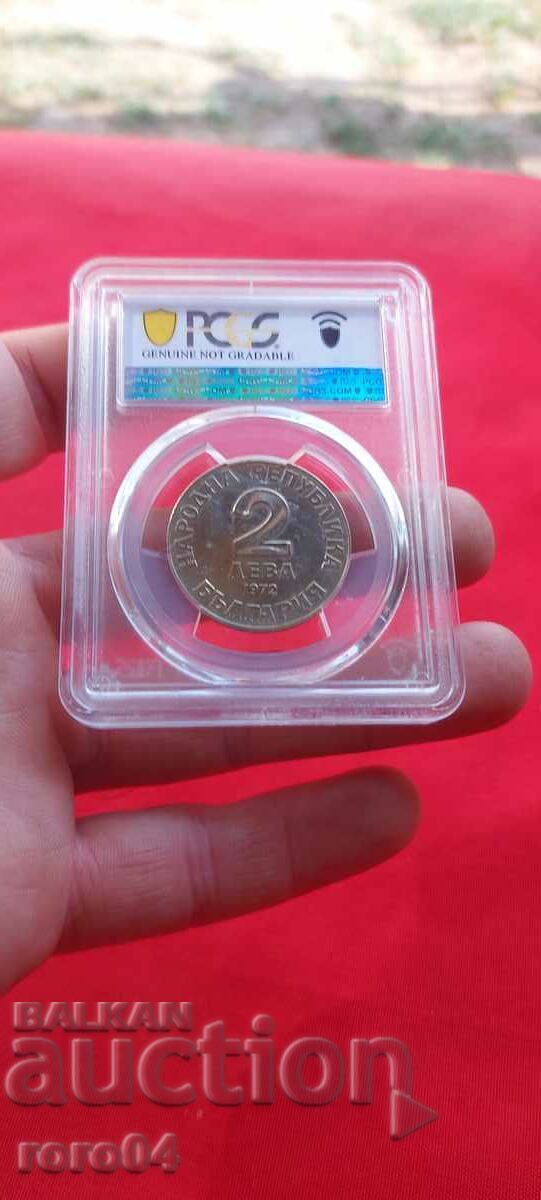 PCGS
GENUINE NOT GRADABLE
НАРОДНА РЕПУБЛИКА
2
ЛЕВА
1972
БЪЛГАРИЯ
BALKAN
auction
roro04